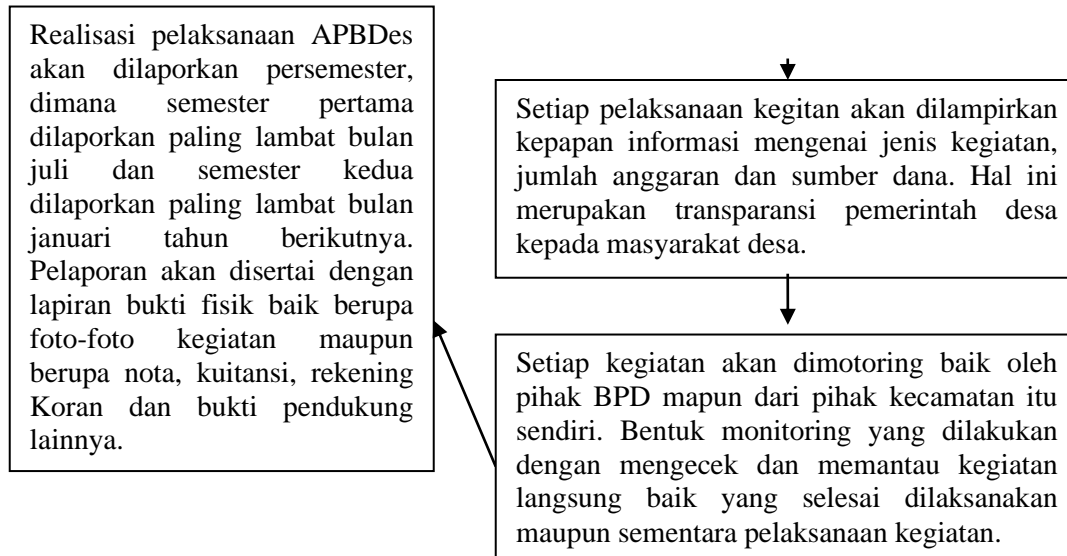 Realisasi pelaksanaan APBDes
akan dilaporkan persemester,
dimana semester pertama
dilaporkan paling lambat bulan
juli dan semester kedua
dilaporkan paling lambat bulan
januari tahun berikutnya.
Pelaporan akan disertai dengan
lapiran bukti fisik baik berupa
foto-foto kegiatan maupun
berupa nota, kuitansi, rekening
Koran dan bukti pendukung
lainnya.
Setiap pelaksanaan kegitan akan dilampirkan
kepapan informasi mengenai jenis kegiatan,
jumlah anggaran dan sumber dana. Hal ini
merupakan transparansi pemerintah desa
kepada masyarakat desa.
Setiap kegiatan akan dimotoring baik oleh
pihak BPD mapun dari pihak kecamatan itu
sendiri. Bentuk monitoring yang dilakukan
dengan mengecek dan memantau kegiatan
langsung baik yang selesai dilaksanakan
maupun sementara pelaksanaan kegiatan.